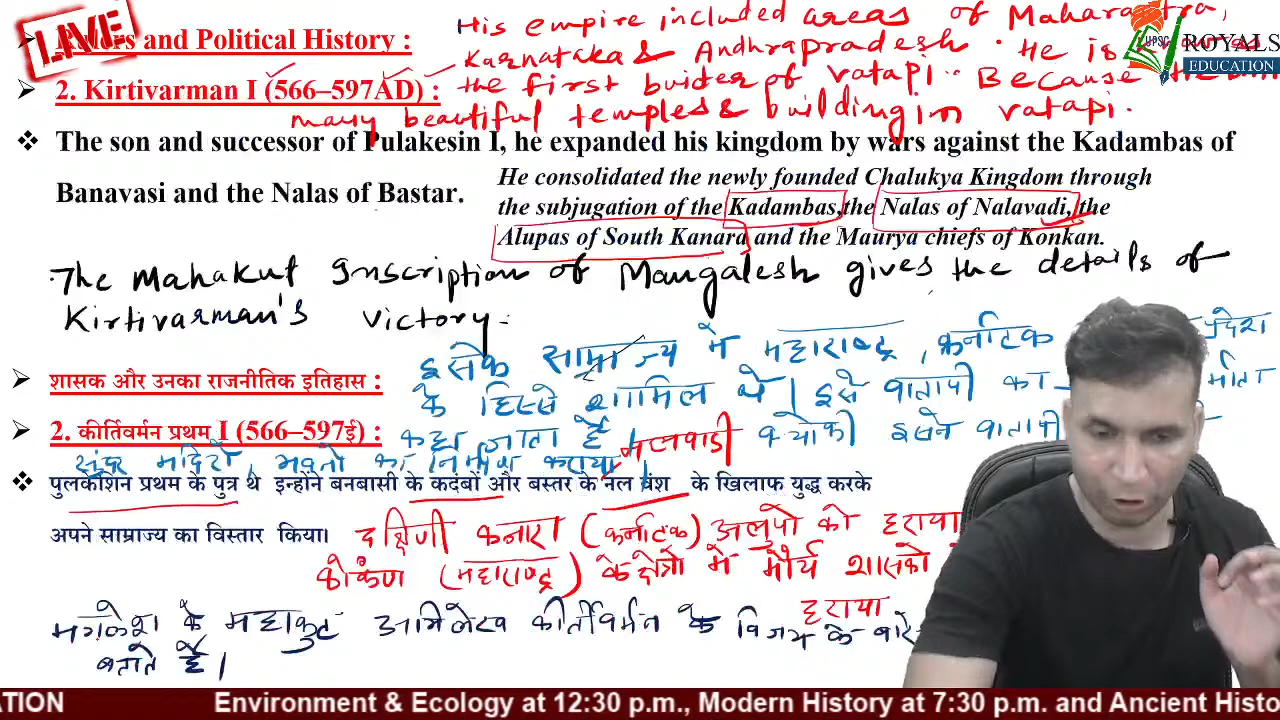 LIVE
Rulers and Political History :
His empire included areas of Maharastra,
Karnataka & Andhrapradesh. He is
2. Kirtivarman I (566–597AD) :
the first buider of vatapi.. Because
many beautiful temples & building in vatapi.
UPSC ROYALS
EDUCATION
The son and successor of Pulakesin I, he expanded his kingdom by wars against the Kadambas of
Banavasi and the Nalas of Bastar.
He consolidated the newly founded Chalukya Kingdom through
the subjugation of the Kadambas, the Nalas of Nalavadi, the
Alupas of South Kanara and the Maurya chiefs of Konkan.
The Mahakut Inscription of Mangalesh gives the details of
Kirtivarman's victory.
इसके साम्राज्य मे महाराष्ट्र, कर्नाटक
के हिस्से शामिल थे। इसे वातापी का
शासक और उनका राजनीतिक इतिहास :
2. कीर्तिवर्मन प्रथम I (566–597ई) :
कहा जाता है। क्योकी इसने वातापी
नलवाडी
सुंदर मंदिरो, भवनो का निर्माण कराया।
पुलकेशिन प्रथम के पुत्र थे इन्होंने बनबासी के कदंबों और बस्तर के नल वंश के खिलाफ युद्ध करके
अपने साम्राज्य का विस्तार किया।
दक्षिणी कनारा (कर्नाटक) अलुपो को हराया
कोंकण (महाराष्ट्र) के क्षेत्रो मे मौर्य शासको
हराया
मंगलेश के महाकुट अभिलेख कीर्तीवर्मन के विजय के बारे
बताते है।
ATION Environment & Ecology at 12:30 p.m., Modern History at 7:30 p.m. and Ancient Histo